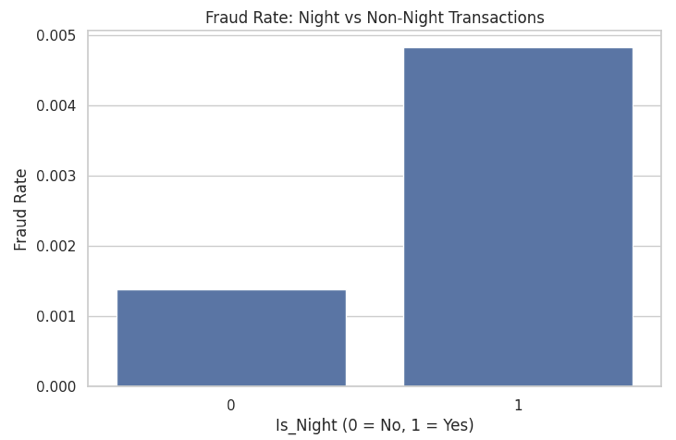 Fraud Rate: Night vs Non-Night Transactions
Fraud Rate
0.005
0.004
0.003
0.002
0.001
0.000
0
1
Is_Night (0 = No, 1 = Yes)